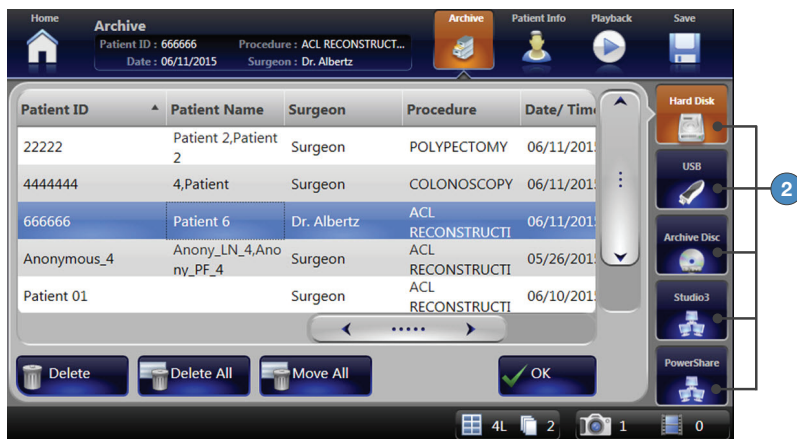 Home
Archive
Patient ID : 666666 Procedure : ACL RECONSTRUCT...
Date : 06/11/2015 Surgeon : Dr. Albertz
Archive
Patient Info
Playback
Save
Patient ID Patient Name Surgeon Procedure Date/ Tim
22222 Patient 2,Patient 2 Surgeon POLYPECTOMY 06/11/201
4444444 4,Patient Surgeon COLONOSCOPY 06/11/201
666666 Patient 6 Dr. Albertz ACL RECONSTRUCTI 06/11/201
Anonymous_4 Anony_LN_4,Ano ny_PF_4 Surgeon ACL RECONSTRUCTI 05/26/201
Patient 01 Surgeon ACL RECONSTRUCTI 06/10/201
Hard Disk
USB
Archive Disc
Studio3
PowerShare
2
Delete
Delete All
Move All
OK
4L 2 1 0